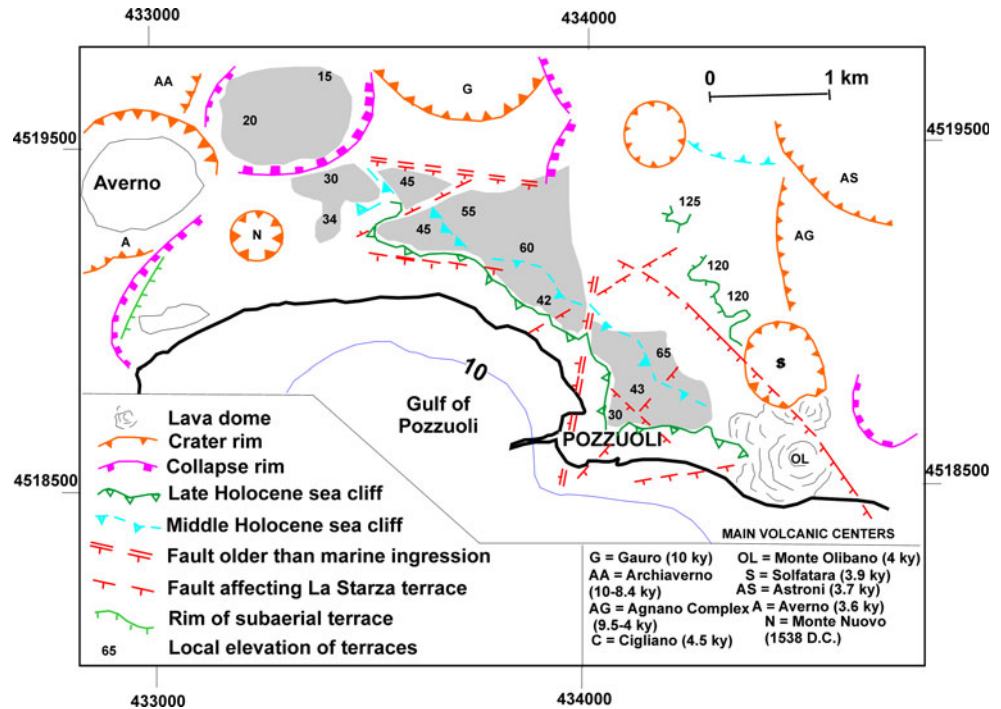 433000
434000
AA
15
G
0 1 km
20
4519500
4519500
Averno
30
45
AS
34
55
125
N
45
AG
A
60
120
120
42
10
65
S
Gulf of
Pozzuoli
43
30
POZZUOLI
OL
Lava dome
Crater rim
Collapse rim
4518500
4518500
Late Holocene sea cliff
Middle Holocene sea cliff
Fault older than marine ingression
Fault affecting La Starza terrace
Rim of subaerial terrace
65 Local elevation of terraces
MAIN VOLCANIC CENTERS
G = Gauro (10 ky)
AA = Archiaverno
(10-8.4 ky)
AG = Agnano Complex
(9.5-4 ky)
C = Cigliano (4.5 ky)
OL = Monte Olibano (4 ky)
S = Solfatara (3.9 ky)
AS = Astroni (3.7 ky)
A = Averno (3.6 ky)
N = Monte Nuovo
(1538 D.C.)
433000
434000